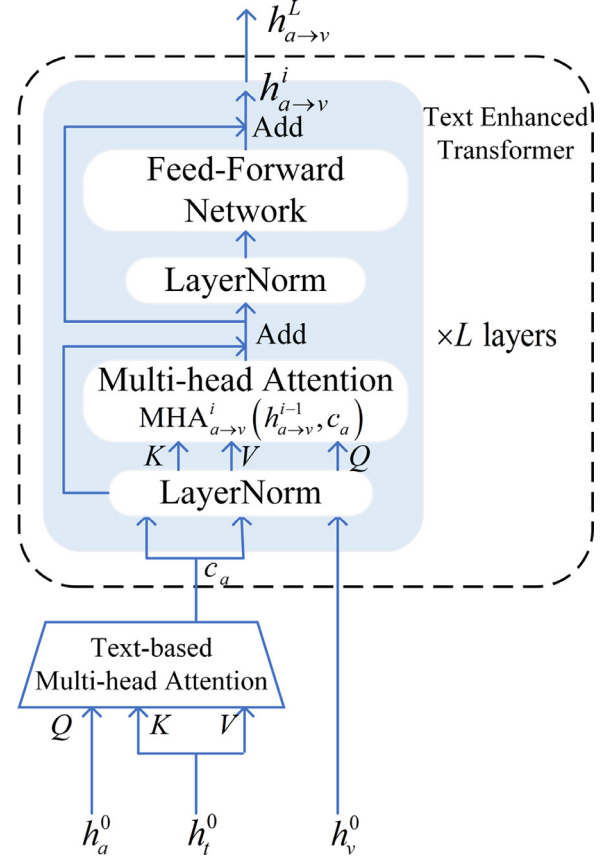 h^L_{a→v}
h^i_{a→v}
Add
Text Enhanced
Transformer
Feed-Forward
Network
LayerNorm
Add
×L layers
Multi-head Attention
MHA^i_{a→v}(h^{i-1}_{a→v}, c_a)
K V Q
LayerNorm
c_a
Text-based
Multi-head Attention
Q K V
h^0_a h^0_t h^0_v